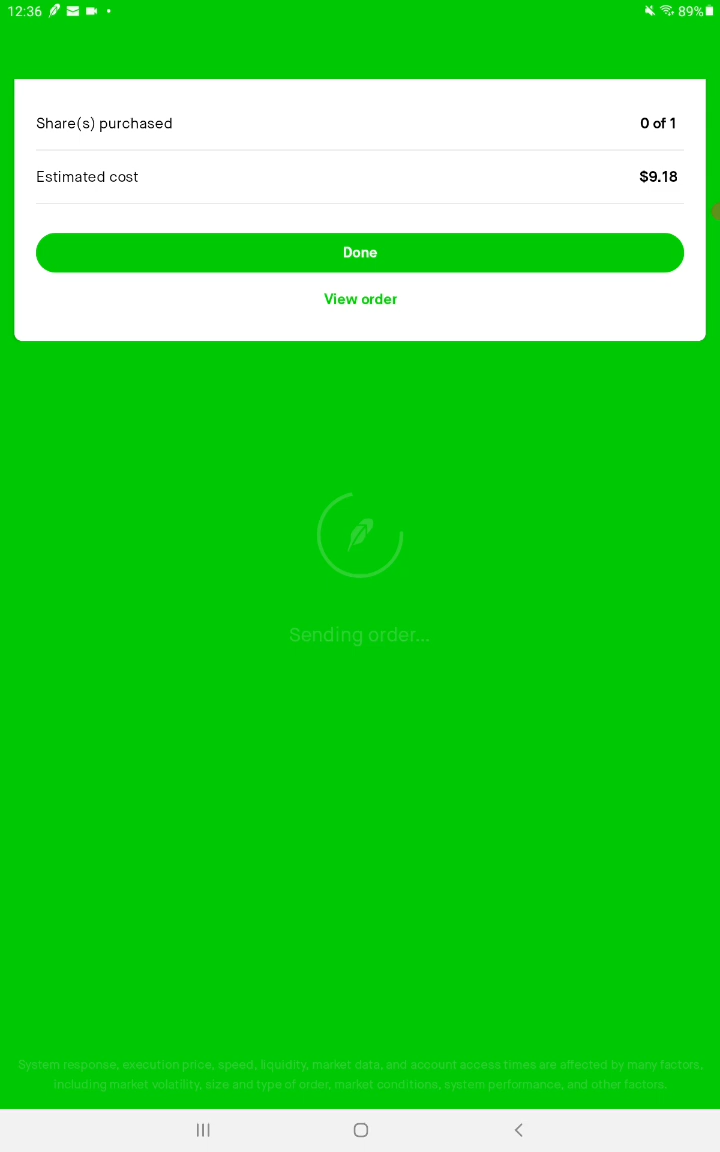 12:36 89%
Share(s) purchased 0 of 1
Estimated cost $9.18
Done
View order
Sending order...
System response, execution price, speed, liquidity, market data, and account access times are affected by many factors,
including market volatility, size and type of order, market conditions, system performance, and other factors.